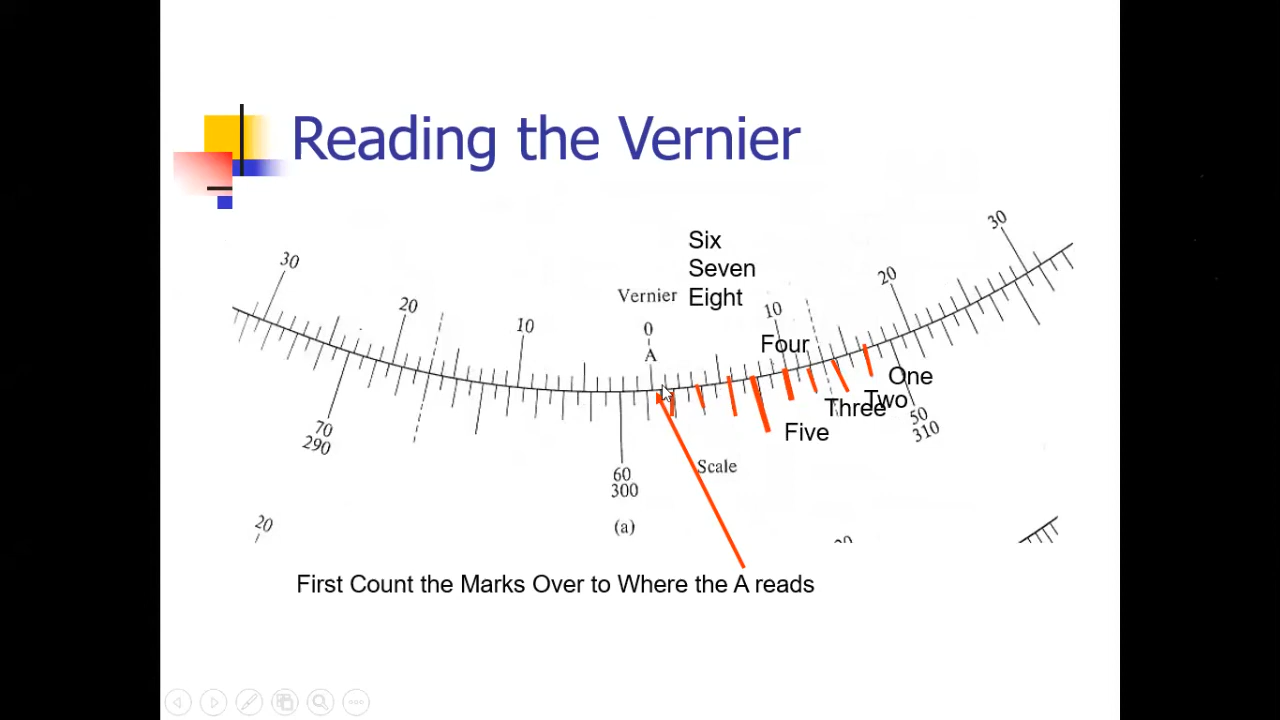 Reading the Vernier
30
20
10
Vernier
0
A
Six
Seven
Eight
10
20
30
Four
One
Two
Three
Five
50
310
70
290
60
300
Scale
(a)
20
First Count the Marks Over to Where the A reads